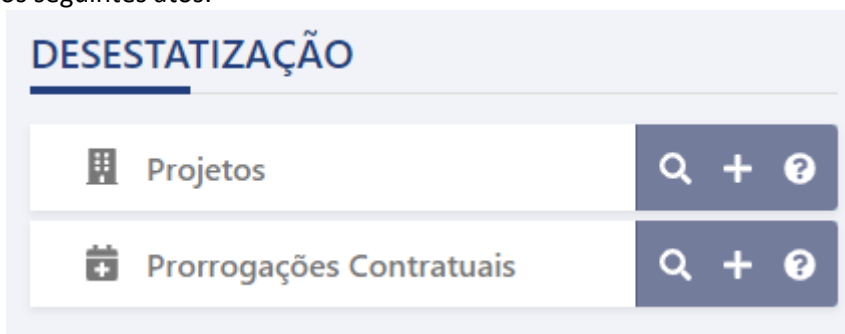 os seguintes atos:
DESESTATIZAÇÃO
Projetos
Prorrogações Contratuais